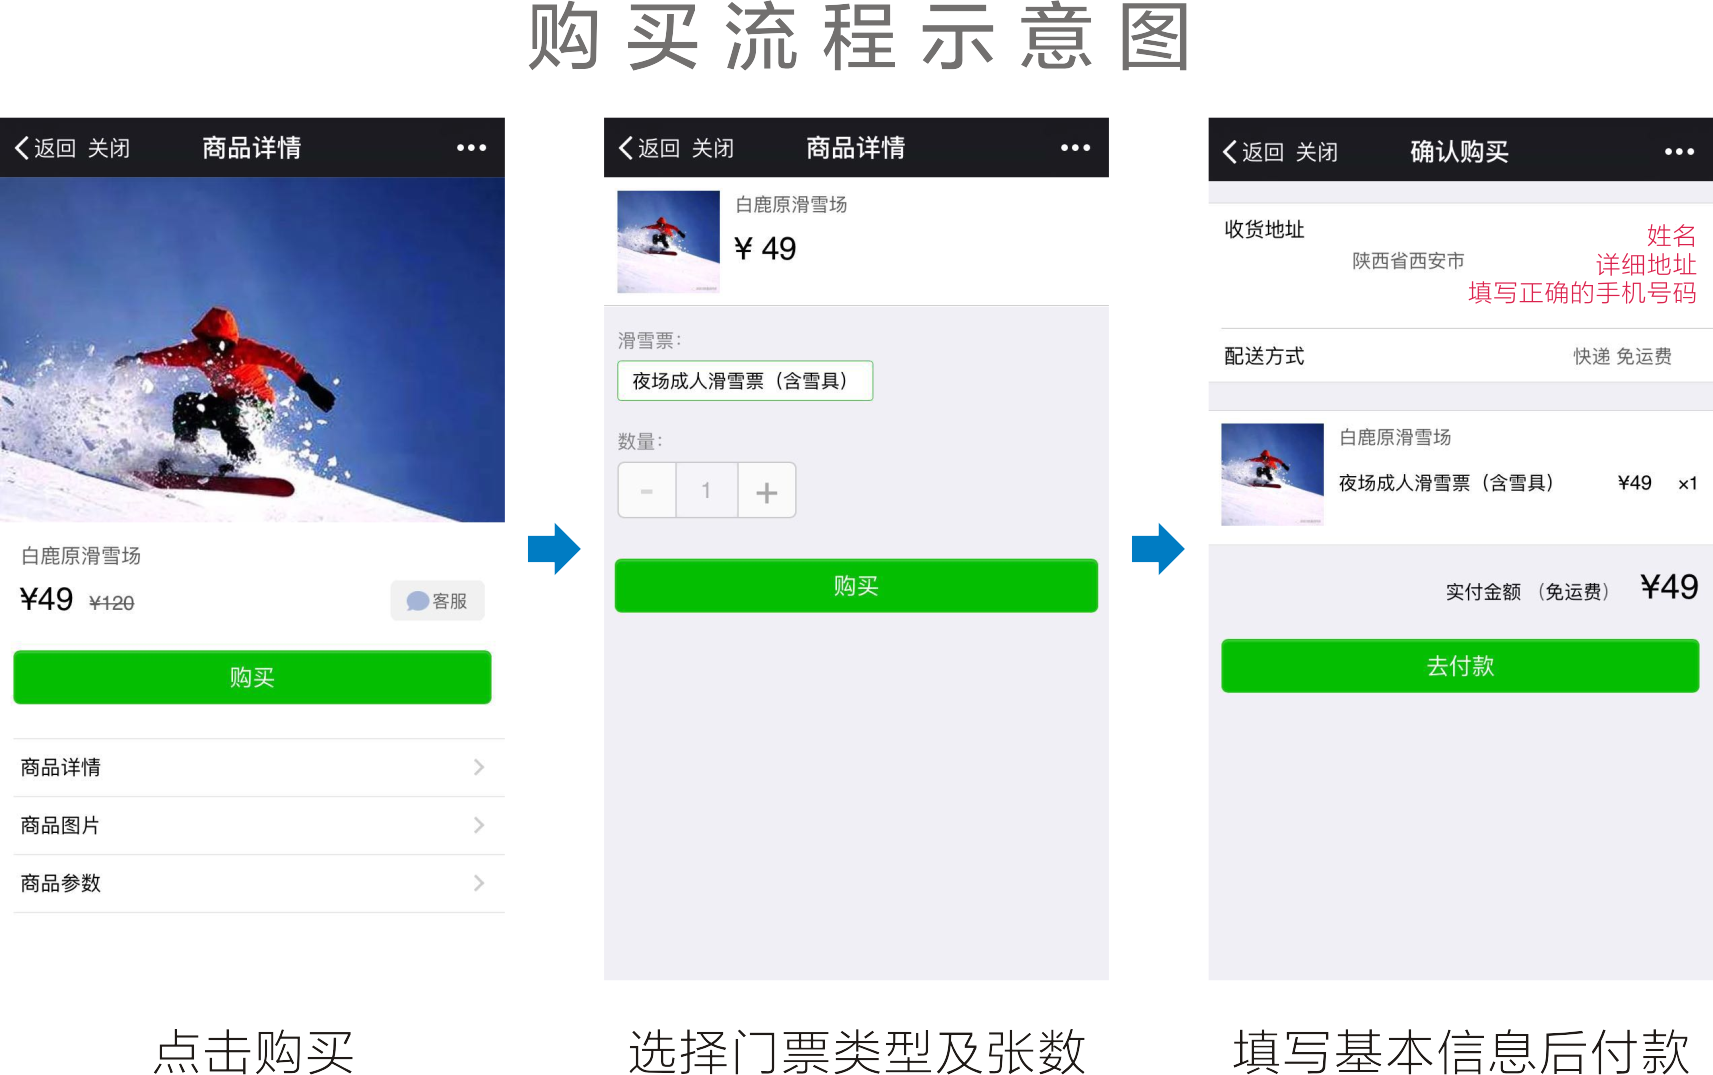 购买流程示意图
返回 关闭 商品详情
白鹿原滑雪场
¥49 ¥120
客服
购买
商品详情
商品图片
商品参数
点击购买
返回 关闭 商品详情
白鹿原滑雪场
¥ 49
滑雪票:
夜场成人滑雪票（含雪具）
数量:
- 1 +
购买
选择门票类型及张数
返回 关闭 确认购买
收货地址
姓名
陕西省西安市
详细地址
填写正确的手机号码
配送方式 快递 免运费
白鹿原滑雪场
夜场成人滑雪票（含雪具） ¥49 ×1
实付金额 （免运费） ¥49
去付款
填写基本信息后付款